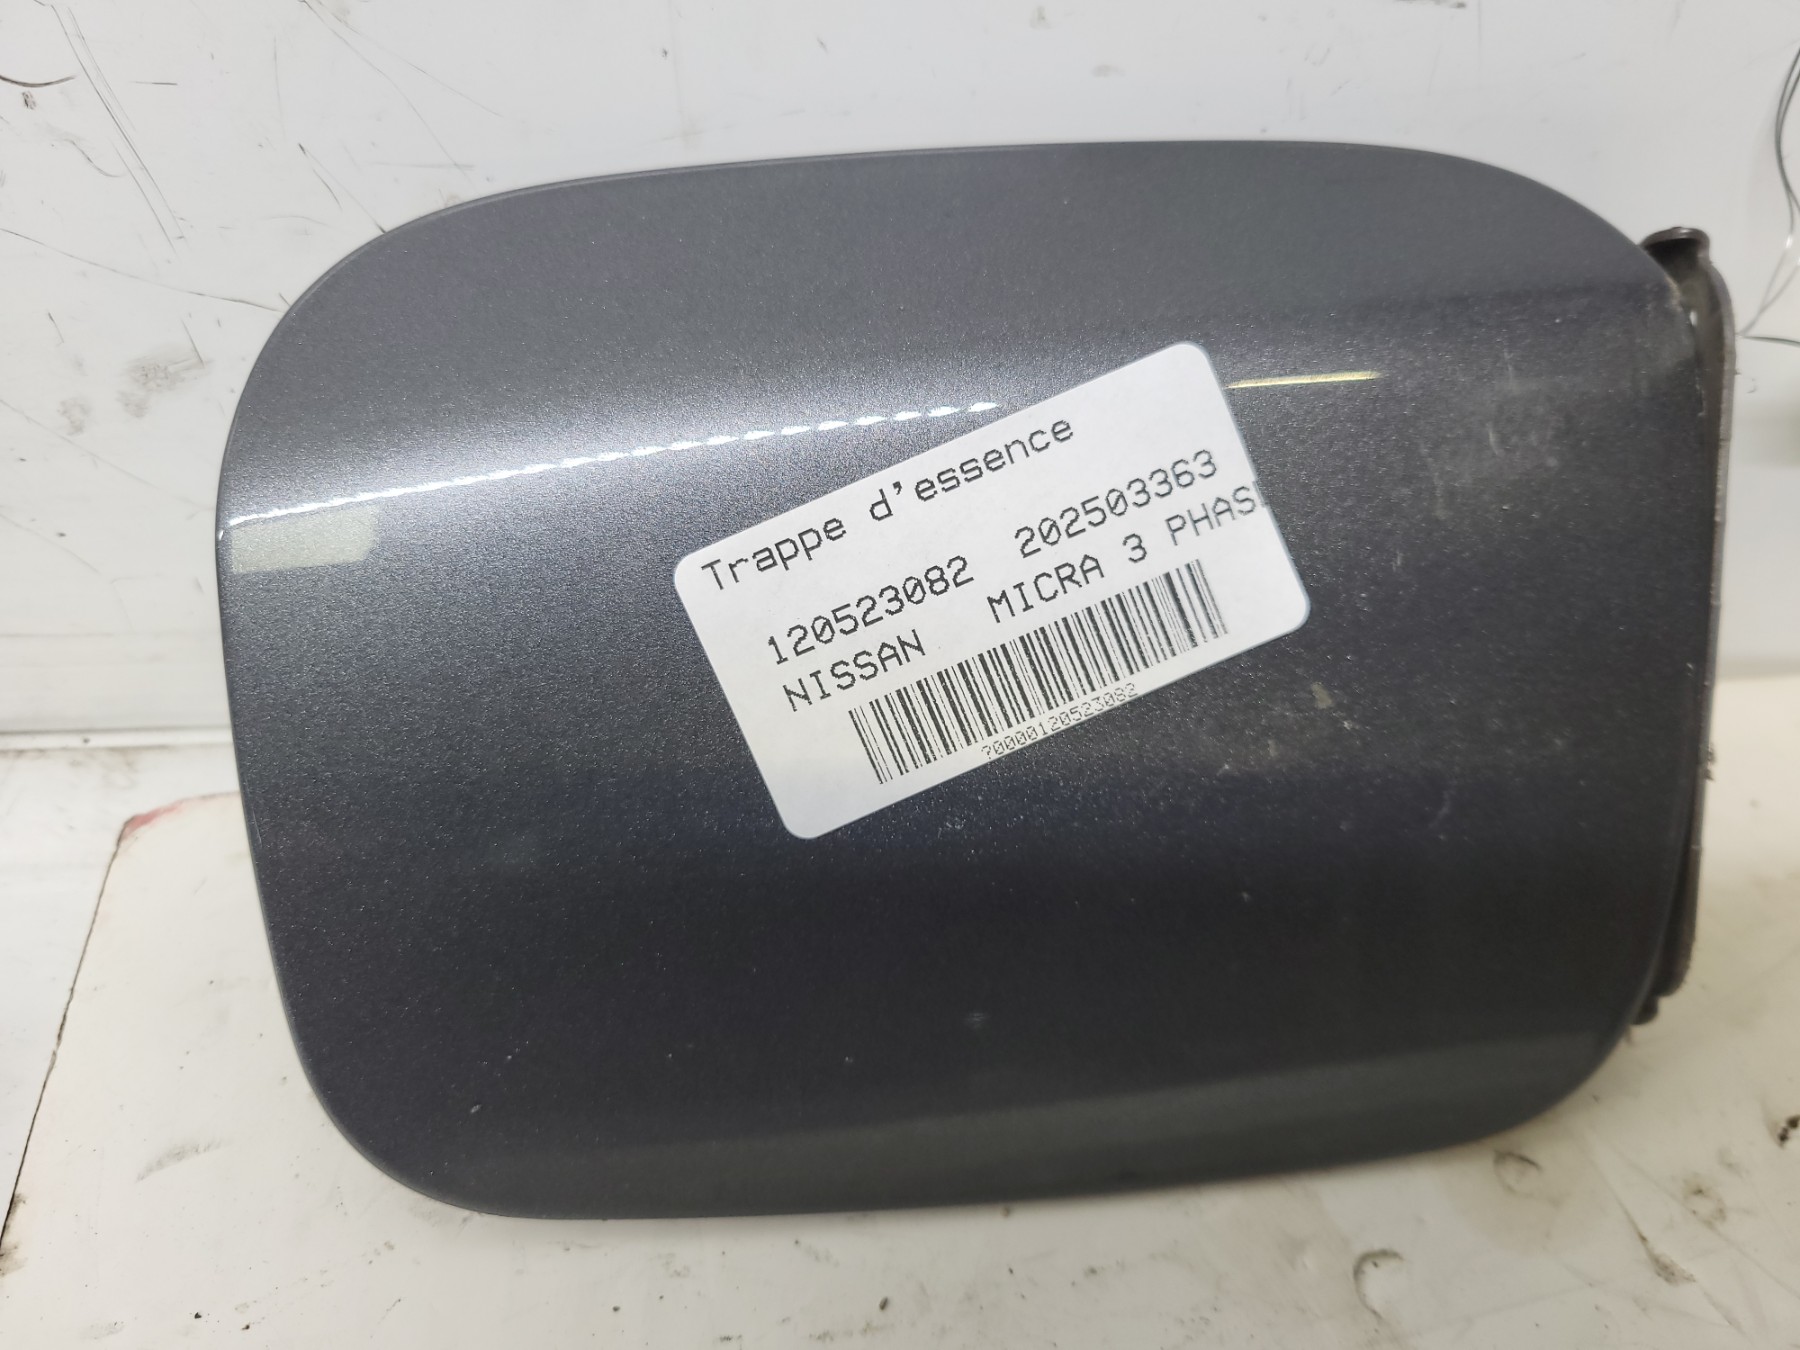 Trappe d'essence
120523082 202503363
NISSAN MICRA 3 PHAS
70000120523082